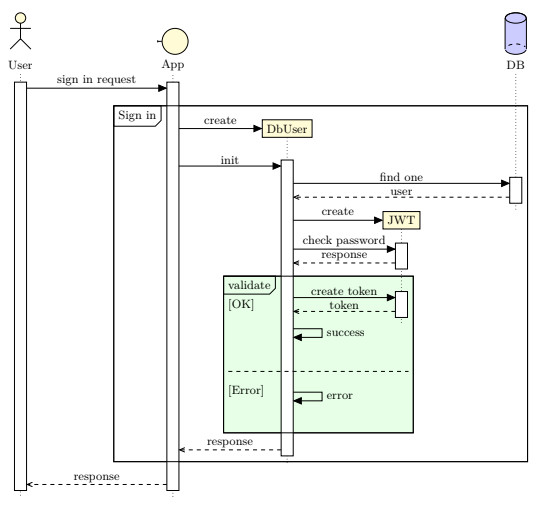 User
App
DB
sign in request
Sign in
create
DbUser
init
find one
user
create
JWT
check password
response
validate
create token
[OK]
token
success
[Error]
error
response
response